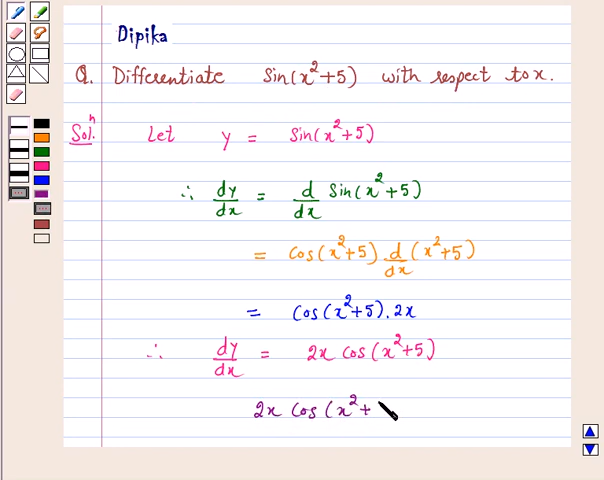 Dipika
Q. Differentiate Sin(x²+5) with respect to x.
Solⁿ. Let y = Sin(x²+5)
∴ dy/dx = d/dx Sin(x²+5)
= Cos(x²+5) . d/dx (x²+5)
= Cos(x²+5) . 2x
∴ dy/dx = 2x Cos(x²+5)
2x Cos(x²+